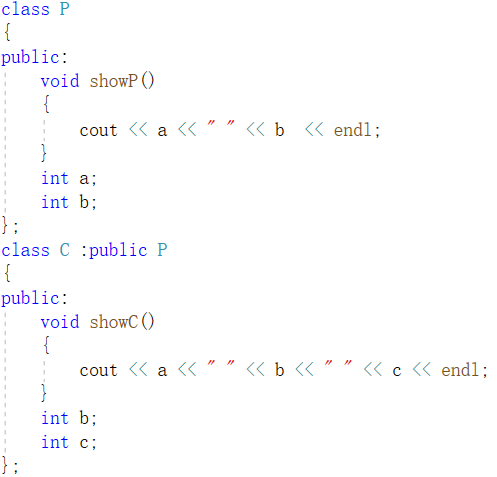 class P
{
public:
    void showP()
    {
        cout << a << " " << b  << endl;
    }
    int a;
    int b;
};
class C :public P
{
public:
    void showC()
    {
        cout << a << " " << b << " " << c << endl;
    }
    int b;
    int c;
};